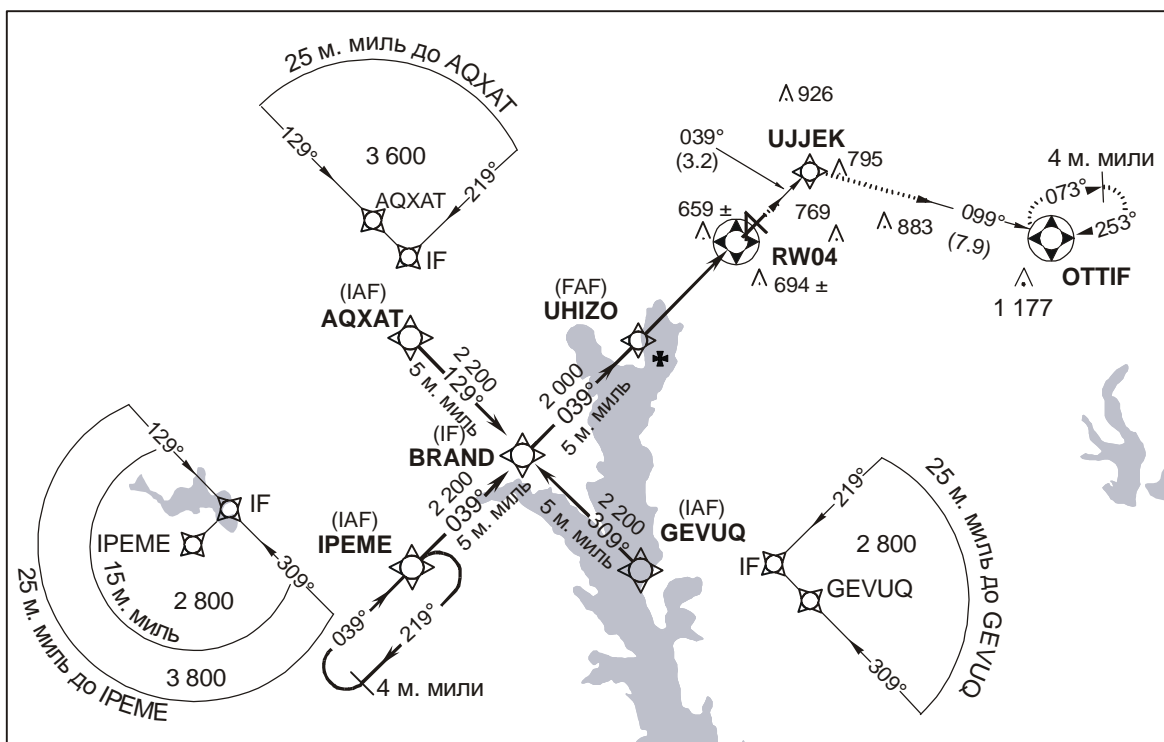 25 м. миль до AQXAT
129°
3 600
219°
AQXAT
IF
926
UJJEK
039°
(3.2)
795
659 ±
769
883
RW04
694 ±
099°
(7.9)
4 м. мили
073°
253°
OTTIF
1 177
(IAF)
AQXAT
2 200
129°
5 м. миль
(FAF)
UHIZO
2 000
039°
5 м. миль
(IF)
BRAND
2 200
039°
5 м. миль
(IAF)
IPEME
039°
219°
4 м. мили
2 200
309°
5 м. миль
(IAF)
GEVUQ
129°
IF
IPEME
309°
2 800
15 м. миль
3 800
25 м. миль до IPEME
219°
IF
2 800
GEVUQ
309°
25 м. миль до GEVUQ